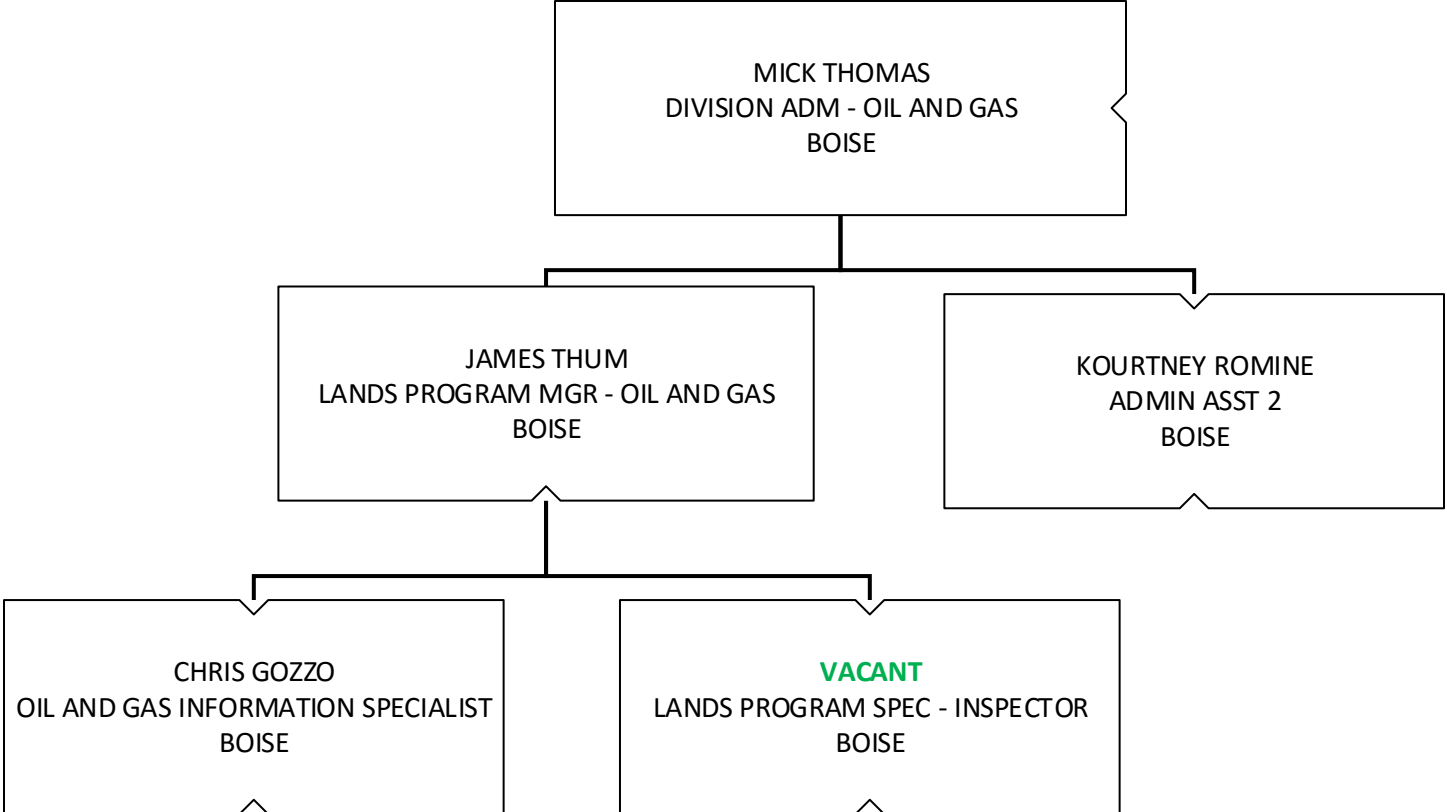 MICK THOMAS
DIVISION ADM - OIL AND GAS
BOISE
JAMES THUM
LANDS PROGRAM MGR - OIL AND GAS
BOISE
KOURTNEY ROMINE
ADMIN ASST 2
BOISE
CHRIS GOZZO
OIL AND GAS INFORMATION SPECIALIST
BOISE
VACANT
LANDS PROGRAM SPEC - INSPECTOR
BOISE